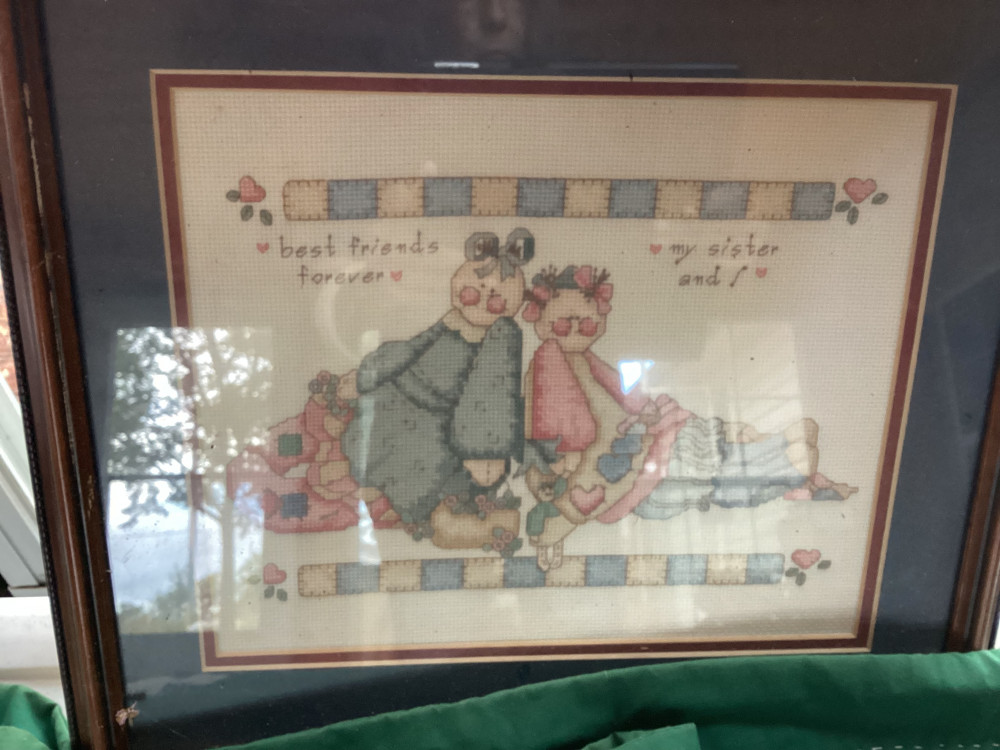 best friends
forever
my sister
and I